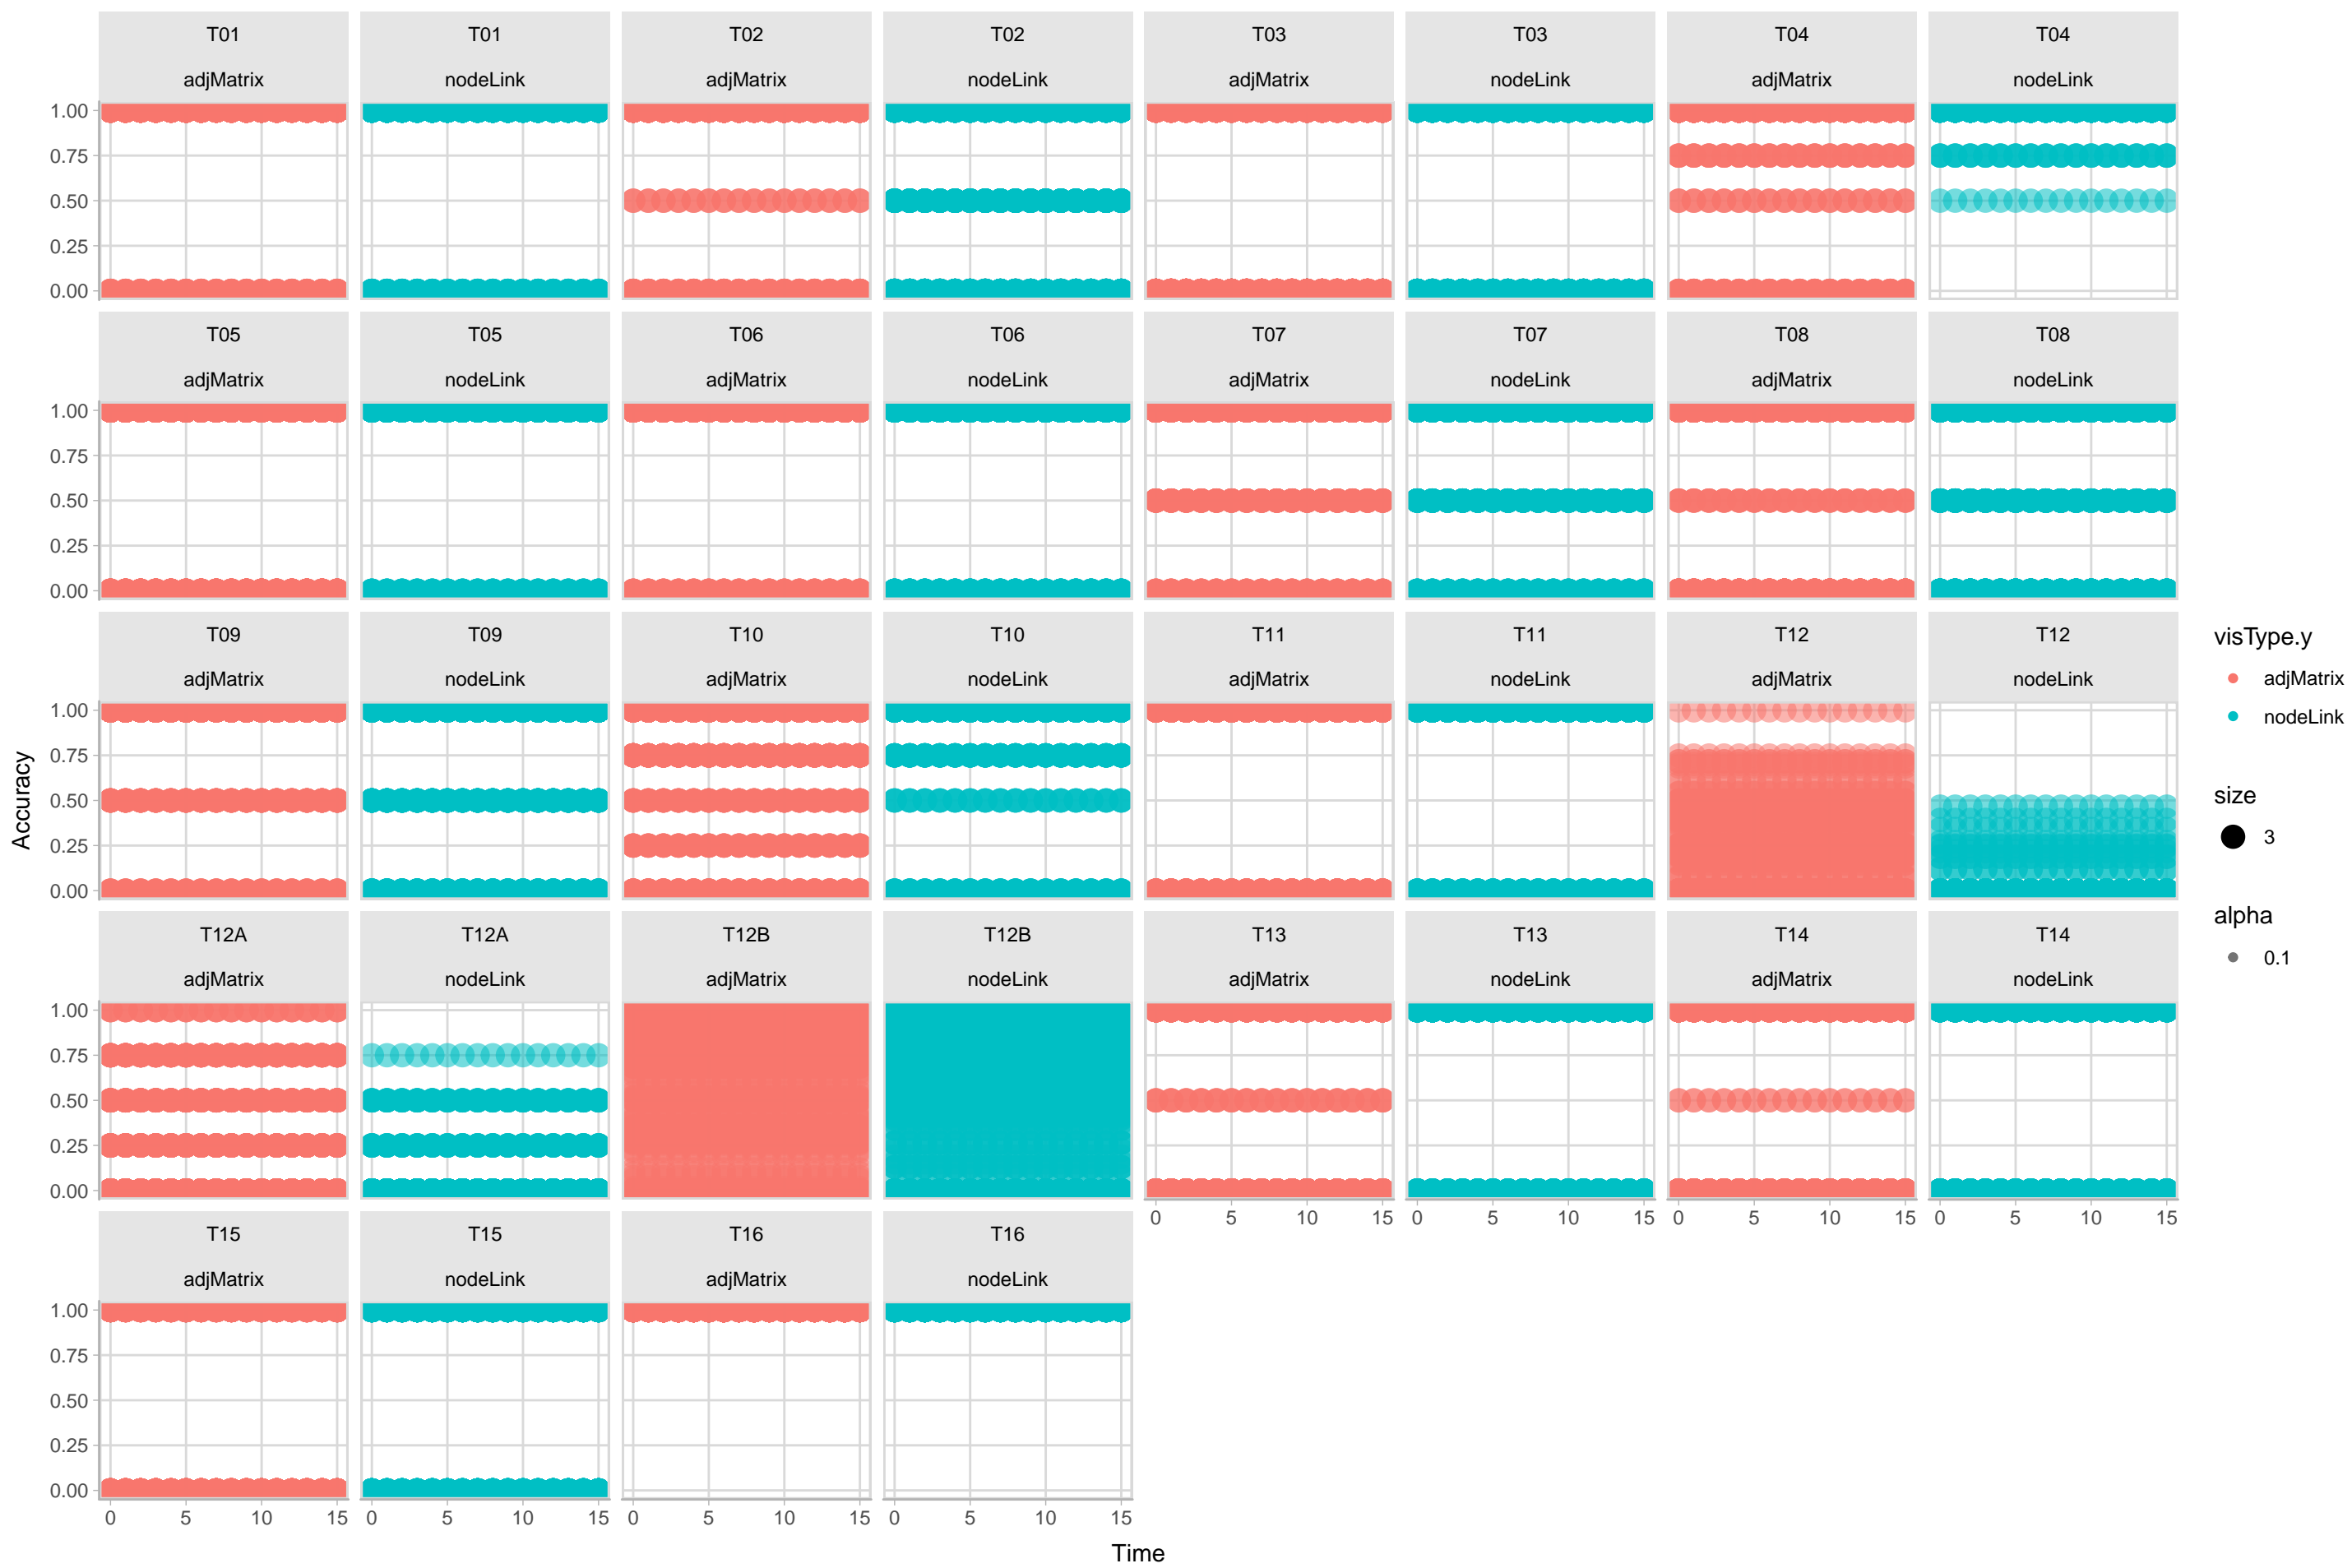 T01 T01 T02 T02 T03 T03 T04 T04
adjMatrix nodeLink adjMatrix nodeLink adjMatrix nodeLink adjMatrix nodeLink
1.00
0.75
0.50
0.25
0.00
T05 T05 T06 T06 T07 T07 T08 T08
adjMatrix nodeLink adjMatrix nodeLink adjMatrix nodeLink adjMatrix nodeLink
1.00
0.75
0.50
0.25
0.00
T09 T09 T10 T10 T11 T11 T12 T12
adjMatrix nodeLink adjMatrix nodeLink adjMatrix nodeLink adjMatrix nodeLink
1.00
0.75
0.50
0.25
0.00
T12A T12A T12B T12B T13 T13 T14 T14
adjMatrix nodeLink adjMatrix nodeLink adjMatrix nodeLink adjMatrix nodeLink
1.00
0.75
0.50
0.25
0.00
0 5 10 15 0 5 10 15 0 5 10 15 0 5 10 15
T15 T15 T16 T16
adjMatrix nodeLink adjMatrix nodeLink
1.00
0.75
0.50
0.25
0.00
0 5 10 15 0 5 10 15 0 5 10 15 0 5 10 15
Time
Accuracy
visType.y
adjMatrix
nodeLink
size
3
alpha
0.1